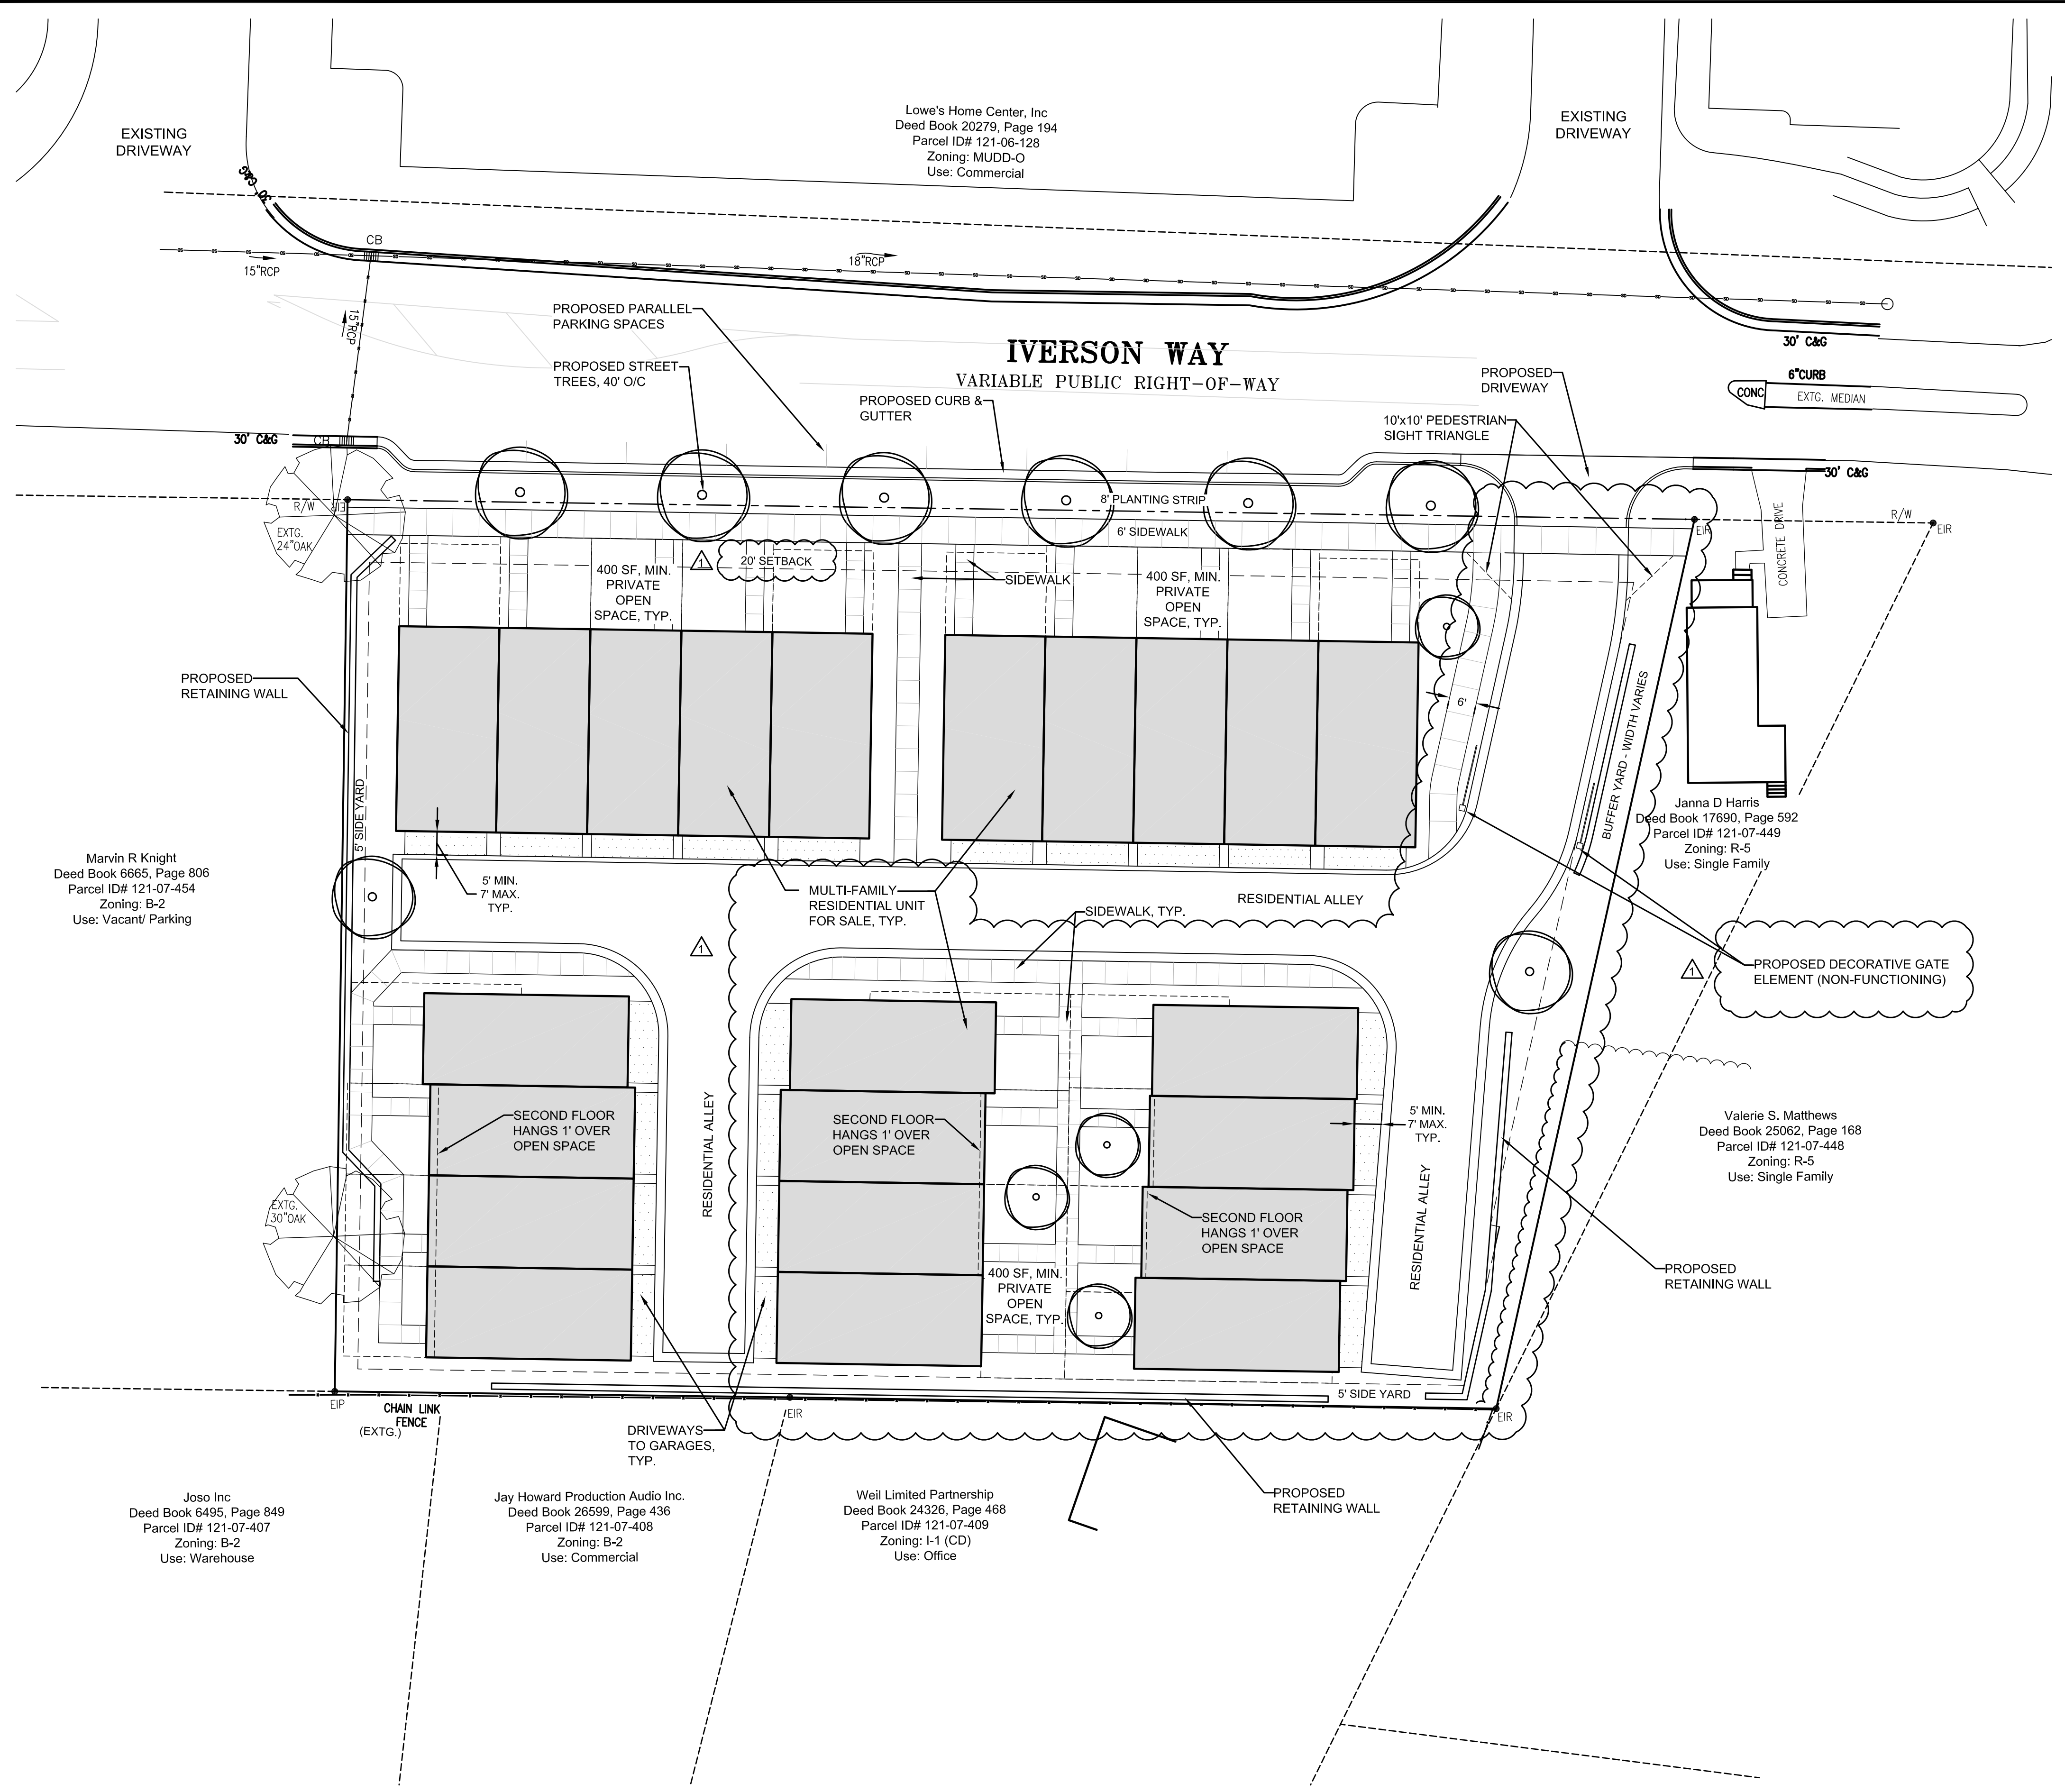 EXISTING
DRIVEWAY
Lowe's Home Center, Inc
Deed Book 20279, Page 194
Parcel ID# 121-06-128
Zoning: MUDD-O
Use: Commercial
EXISTING
DRIVEWAY
30' C&G
CB
15"RCP
18"RCP
15"RCP
PROPOSED PARALLEL
PARKING SPACES
PROPOSED STREET
TREES, 40' O/C
IVERSON WAY
VARIABLE PUBLIC RIGHT-OF-WAY
PROPOSED CURB &
GUTTER
PROPOSED
DRIVEWAY
10'x10' PEDESTRIAN
SIGHT TRIANGLE
30' C&G
6"CURB
CONC
EXTG. MEDIAN
30' C&G
CB
30' C&G
R/W
EIR
EXTG.
24"OAK
8' PLANTING STRIP
6' SIDEWALK
EIR
CONCRETE DRIVE
R/W
EIR
400 SF, MIN.
PRIVATE
OPEN
SPACE, TYP.
1
20' SETBACK
SIDEWALK
400 SF, MIN.
PRIVATE
OPEN
SPACE, TYP.
PROPOSED
RETAINING WALL
5' SIDE YARD
6'
BUFFER YARD - WIDTH VARIES
Janna D Harris
Deed Book 17690, Page 592
Parcel ID# 121-07-449
Zoning: R-5
Use: Single Family
Marvin R Knight
Deed Book 6665, Page 806
Parcel ID# 121-07-454
Zoning: B-2
Use: Vacant/ Parking
5' MIN.
7' MAX.
TYP.
MULTI-FAMILY
RESIDENTIAL UNIT
FOR SALE, TYP.
RESIDENTIAL ALLEY
SIDEWALK, TYP.
1
1
PROPOSED DECORATIVE GATE
ELEMENT (NON-FUNCTIONING)
SECOND FLOOR
HANGS 1' OVER
OPEN SPACE
RESIDENTIAL ALLEY
SECOND FLOOR
HANGS 1' OVER
OPEN SPACE
5' MIN.
7' MAX.
TYP.
Valerie S. Matthews
Deed Book 25062, Page 168
Parcel ID# 121-07-448
Zoning: R-5
Use: Single Family
EXTG.
30"OAK
SECOND FLOOR
HANGS 1' OVER
OPEN SPACE
RESIDENTIAL ALLEY
400 SF, MIN.
PRIVATE
OPEN
SPACE, TYP.
PROPOSED
RETAINING WALL
EIP
CHAIN LINK
FENCE
(EXTG.)
EIR
5' SIDE YARD
EIR
DRIVEWAYS
TO GARAGES,
TYP.
Joso Inc
Deed Book 6495, Page 849
Parcel ID# 121-07-407
Zoning: B-2
Use: Warehouse
Jay Howard Production Audio Inc.
Deed Book 26599, Page 436
Parcel ID# 121-07-408
Zoning: B-2
Use: Commercial
Weil Limited Partnership
Deed Book 24326, Page 468
Parcel ID# 121-07-409
Zoning: I-1 (CD)
Use: Office
PROPOSED
RETAINING WALL